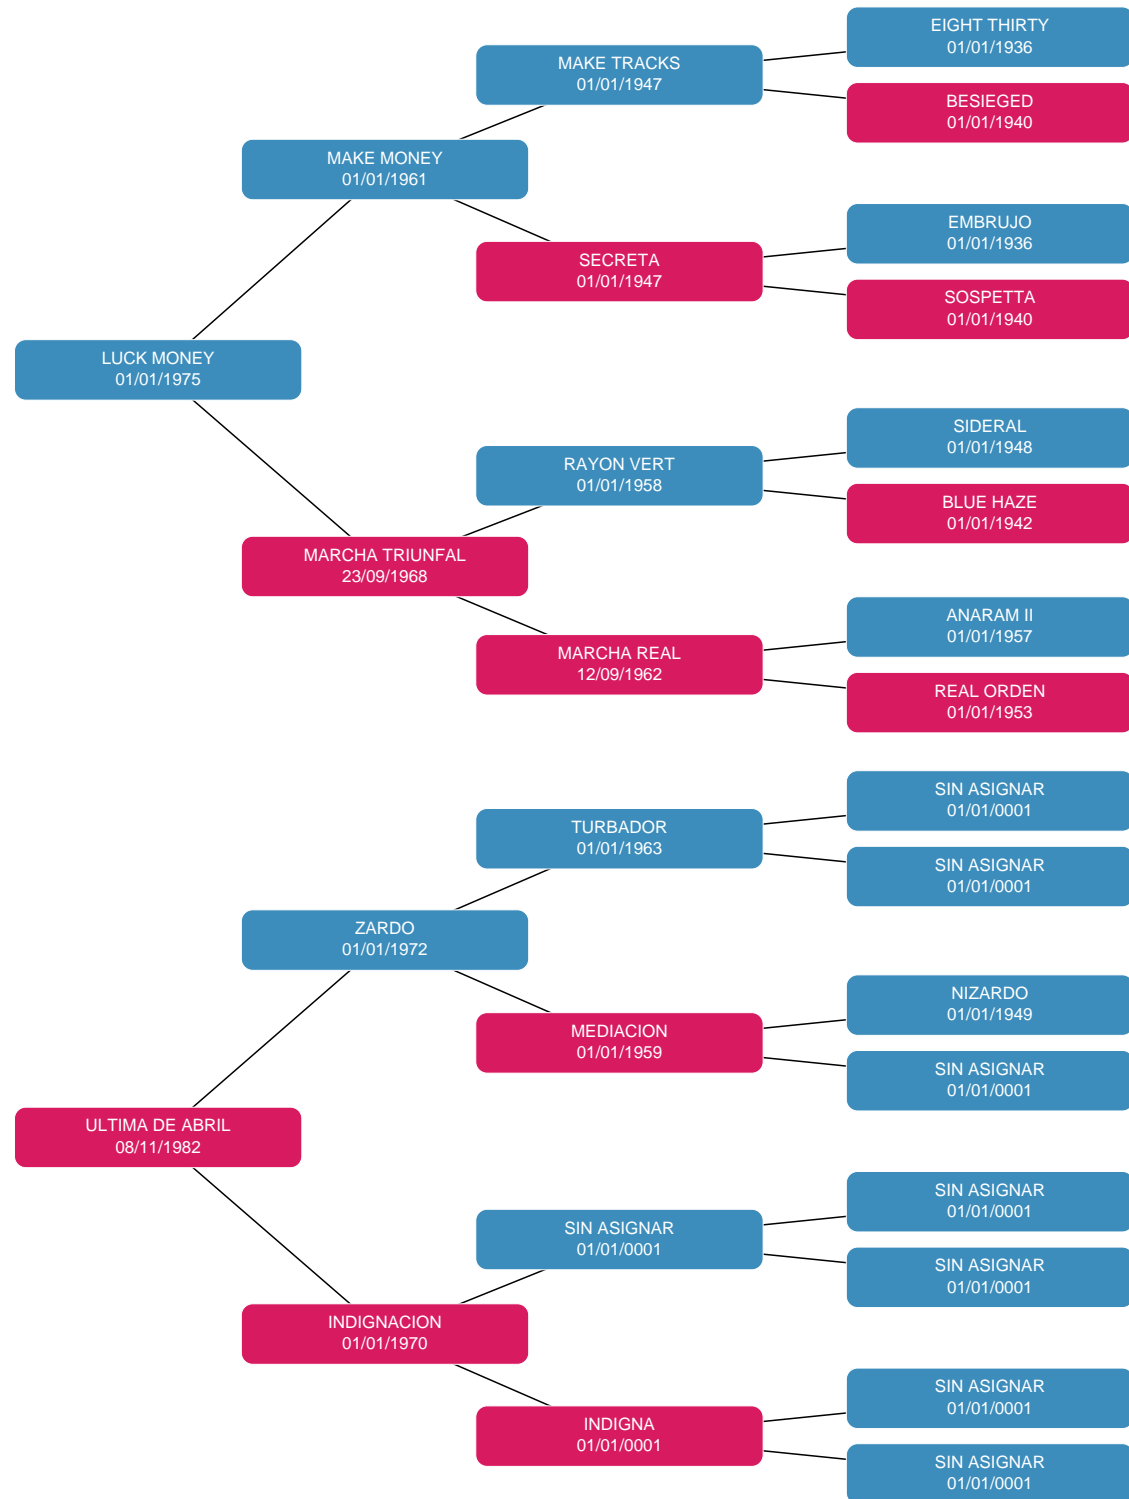 EIGHT THIRTY
01/01/1936
MAKE TRACKS
01/01/1947
BESIEGED
01/01/1940
MAKE MONEY
01/01/1961
EMBRUJO
01/01/1936
SECRETA
01/01/1947
SOSPETTA
01/01/1940
LUCK MONEY
01/01/1975
SIDERAL
01/01/1948
RAYON VERT
01/01/1958
BLUE HAZE
01/01/1942
MARCHA TRIUNFAL
23/09/1968
ANARAM II
01/01/1957
MARCHA REAL
12/09/1962
REAL ORDEN
01/01/1953
SIN ASIGNAR
01/01/0001
TURBADOR
01/01/1963
SIN ASIGNAR
01/01/0001
ZARDO
01/01/1972
NIZARDO
01/01/1949
MEDIACION
01/01/1959
SIN ASIGNAR
01/01/0001
ULTIMA DE ABRIL
08/11/1982
SIN ASIGNAR
01/01/0001
SIN ASIGNAR
01/01/0001
SIN ASIGNAR
01/01/0001
INDIGNACION
01/01/1970
SIN ASIGNAR
01/01/0001
INDIGNA
01/01/0001
SIN ASIGNAR
01/01/0001